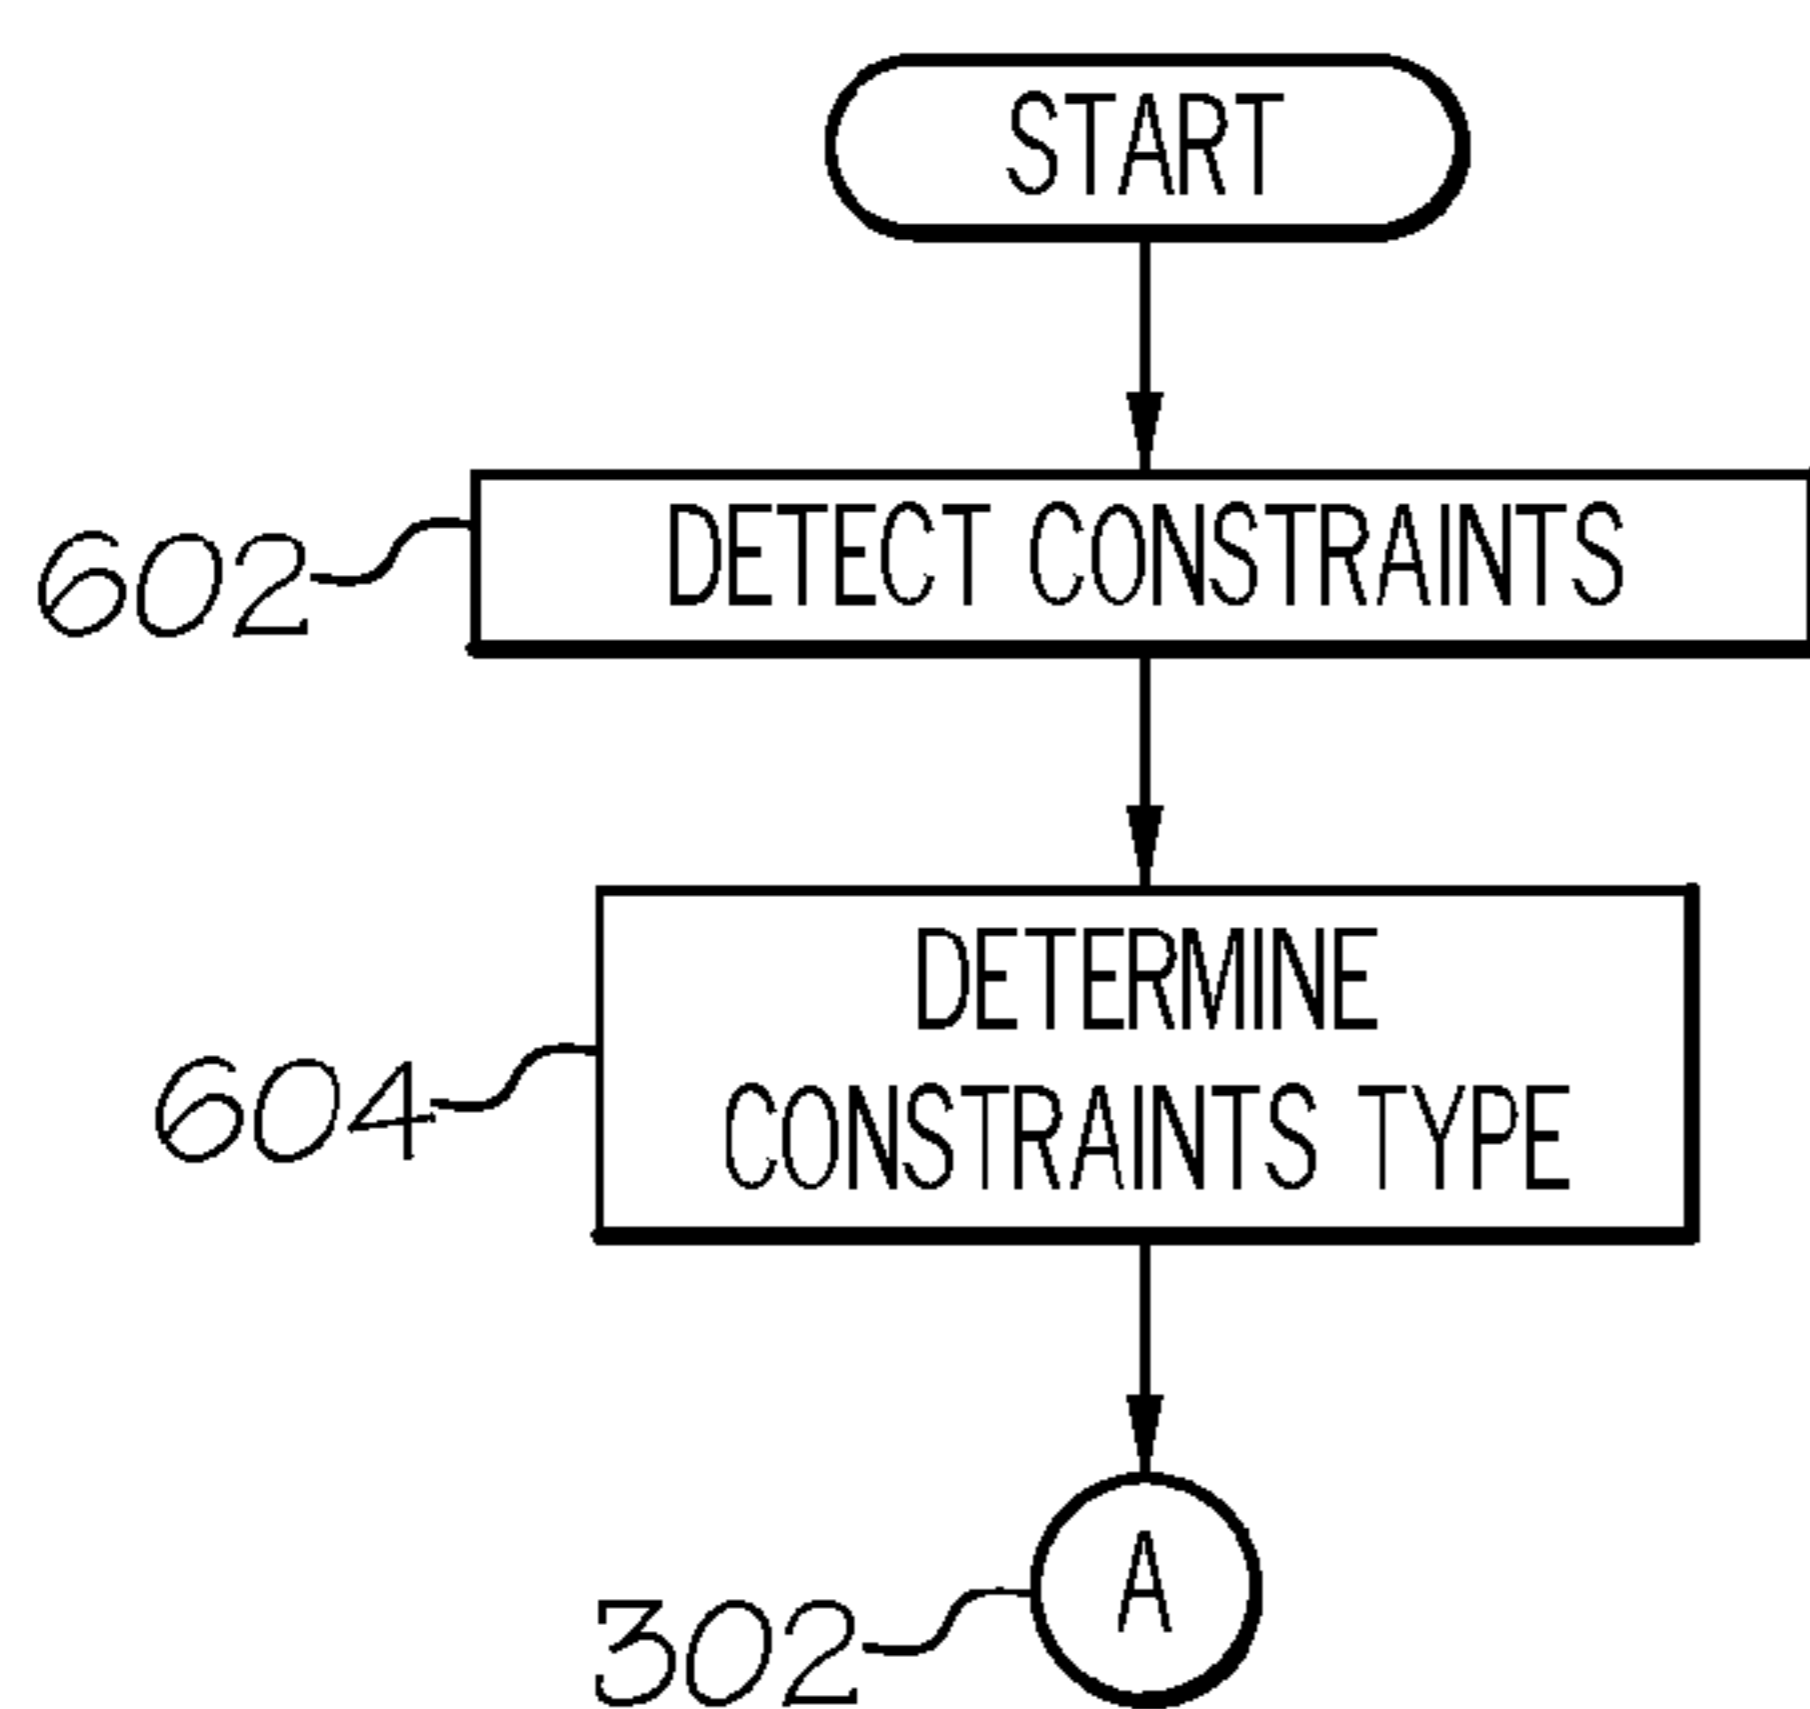 START
602
DETECT CONSTRAINTS
604
DETERMINE
CONSTRAINTS TYPE
302
A